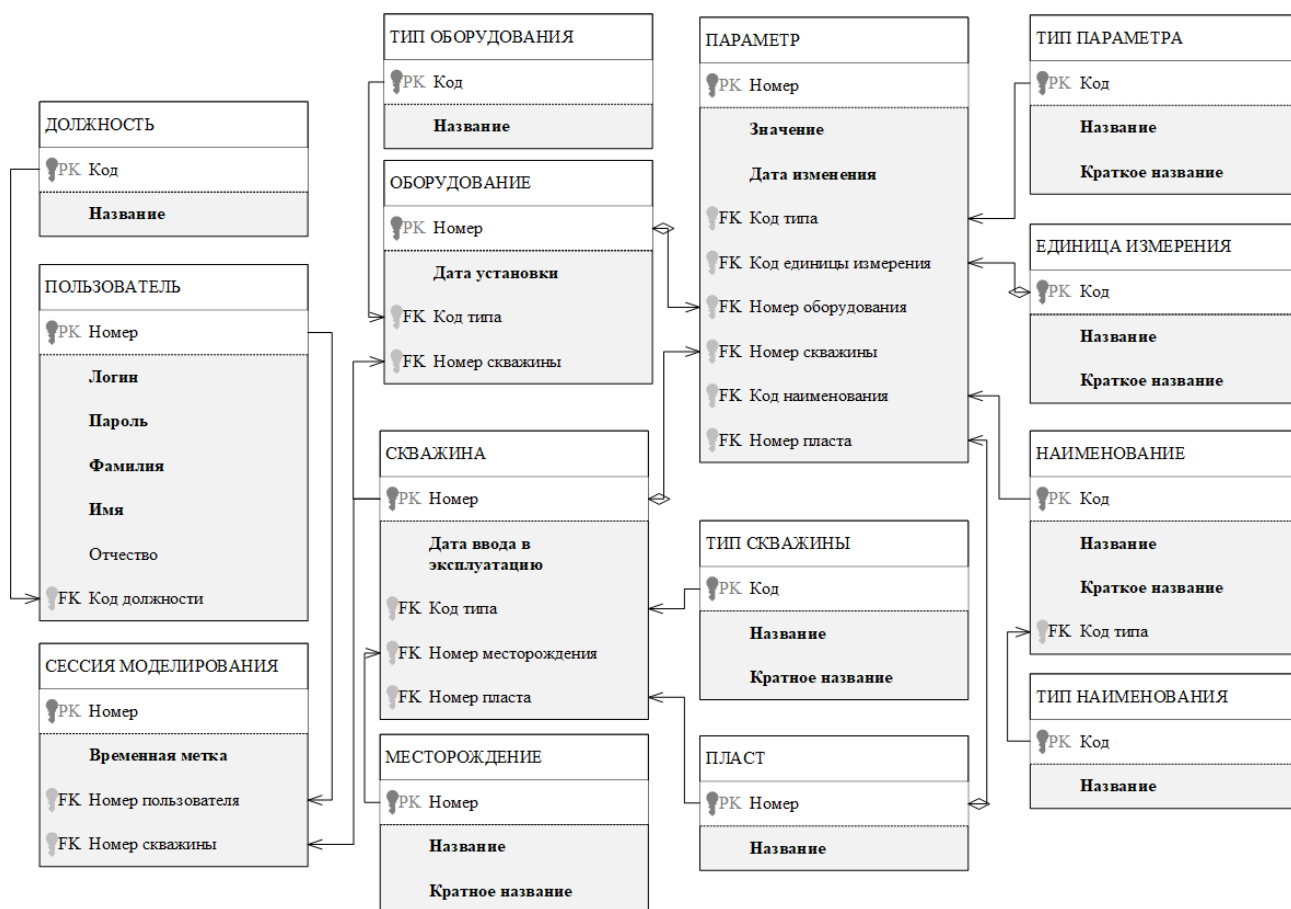 ДОЛЖНОСТЬ
PK Код
Название
ПОЛЬЗОВАТЕЛЬ
PK Номер
Логин
Пароль
Фамилия
Имя
Отчество
FK Код должности
СЕССИЯ МОДЕЛИРОВАНИЯ
PK Номер
Временная метка
FK Номер пользователя
FK Номер скважины
ТИП ОБОРУДОВАНИЯ
PK Код
Название
ОБОРУДОВАНИЕ
PK Номер
Дата установки
FK Код типа
FK Номер скважины
СКВАЖИНА
PK Номер
Дата ввода в
эксплуатацию
FK Код типа
FK Номер месторождения
FK Номер пласта
МЕСТОРОЖДЕНИЕ
PK Номер
Название
Кратное название
ПАРАМЕТР
PK Номер
Значение
Дата изменения
FK Код типа
FK Код единицы измерения
FK Номер оборудования
FK Номер скважины
FK Код наименования
FK Номер пласта
ТИП СКВАЖИНЫ
PK Код
Название
Кратное название
ПЛАСТ
PK Номер
Название
ТИП ПАРАМЕТРА
PK Код
Название
Краткое название
ЕДИНИЦА ИЗМЕРЕНИЯ
PK Код
Название
Краткое название
НАИМЕНОВАНИЕ
PK Код
Название
Краткое название
FK Код типа
ТИП НАИМЕНОВАНИЯ
PK Код
Название